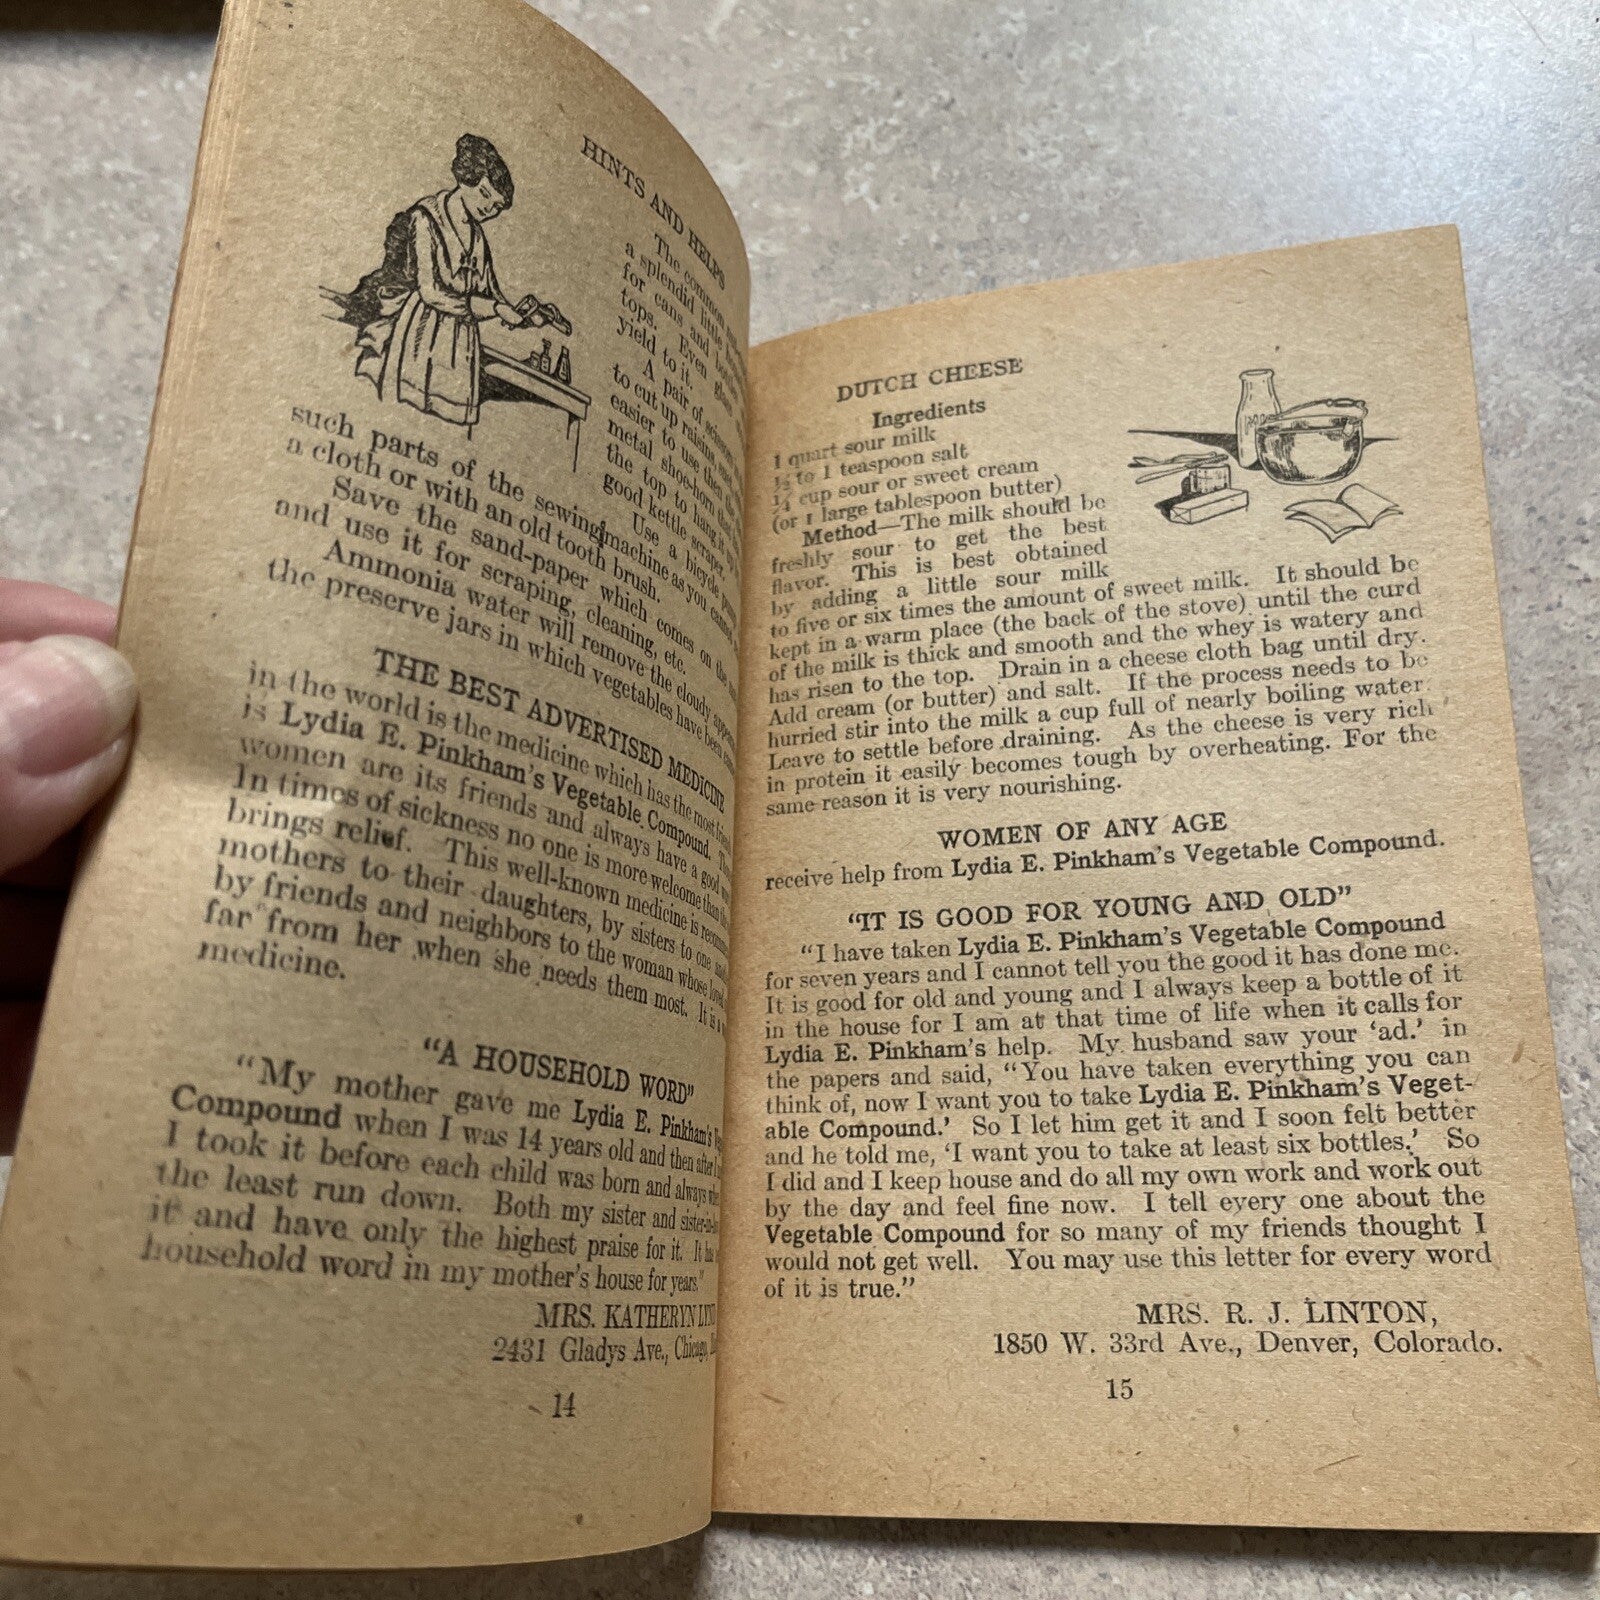 HINTS AND HELPS
The common
a splendid little
for cans and
tops. Even
yield to it.
A pair of scissors
to cut up raisins,
easier to use then
metal shoe-horn that
the top to hang it up
good kettle scraper.
Use a bicycle pump
such parts of the sewing machine as you cannot
a cloth or with an old tooth brush.
Save the sand-paper which comes on the
and use it for scraping, cleaning, etc.
Ammonia water will remove the cloudy
the preserve jars in which vegetables have been
THE BEST ADVERTISED MEDICINE
in the world is the medicine which has the most
is Lydia E. Pinkham's Vegetable Compound.
women are its friends and always have a good
In times of sickness no one is more welcome than
brings relief. This well-known medicine is
mothers to their daughters, by sisters to one
by friends and neighbors to the woman whose
far from her when she needs them most. It is a
medicine.
"A HOUSEHOLD WORD"
"My mother gave me Lydia E. Pinkham's
Compound when I was 14 years old and then after I
I took it before each child was born and always
the least run down. Both my sister and
it and have only the highest praise for it. It
household word in my mother's house for years."
MRS. KATHERYN
2431 Gladys Ave., Chicago,
14
DUTCH CHEESE
Ingredients
1 quart sour milk
½ to 1 teaspoon salt
¼ cup sour or sweet cream
(or 1 large tablespoon butter)
Method—The milk should be
freshly sour to get the best
flavor. This is best obtained
by adding a little sour milk
to five or six times the amount of sweet milk. It should be
kept in a warm place (the back of the stove) until the curd
of the milk is thick and smooth and the whey is watery and
has risen to the top. Drain in a cheese cloth bag until dry.
Add cream (or butter) and salt. If the process needs to be
hurried stir into the milk a cup full of nearly boiling water.
Leave to settle before draining. As the cheese is very rich
in protein it easily becomes tough by overheating. For the
same reason it is very nourishing.
WOMEN OF ANY AGE
receive help from Lydia E. Pinkham's Vegetable Compound.
"IT IS GOOD FOR YOUNG AND OLD"
"I have taken Lydia E. Pinkham's Vegetable Compound
for seven years and I cannot tell you the good it has done me.
It is good for old and young and I always keep a bottle of it
in the house for I am at that time of life when it calls for
Lydia E. Pinkham's help. My husband saw your 'ad.' in
the papers and said, "You have taken everything you can
think of, now I want you to take Lydia E. Pinkham's Veget-
able Compound.' So I let him get it and I soon felt better
and he told me, 'I want you to take at least six bottles.' So
I did and I keep house and do all my own work and work out
by the day and feel fine now. I tell every one about the
Vegetable Compound for so many of my friends thought I
would not get well. You may use this letter for every word
of it is true."
MRS. R. J. LINTON,
1850 W. 33rd Ave., Denver, Colorado.
15